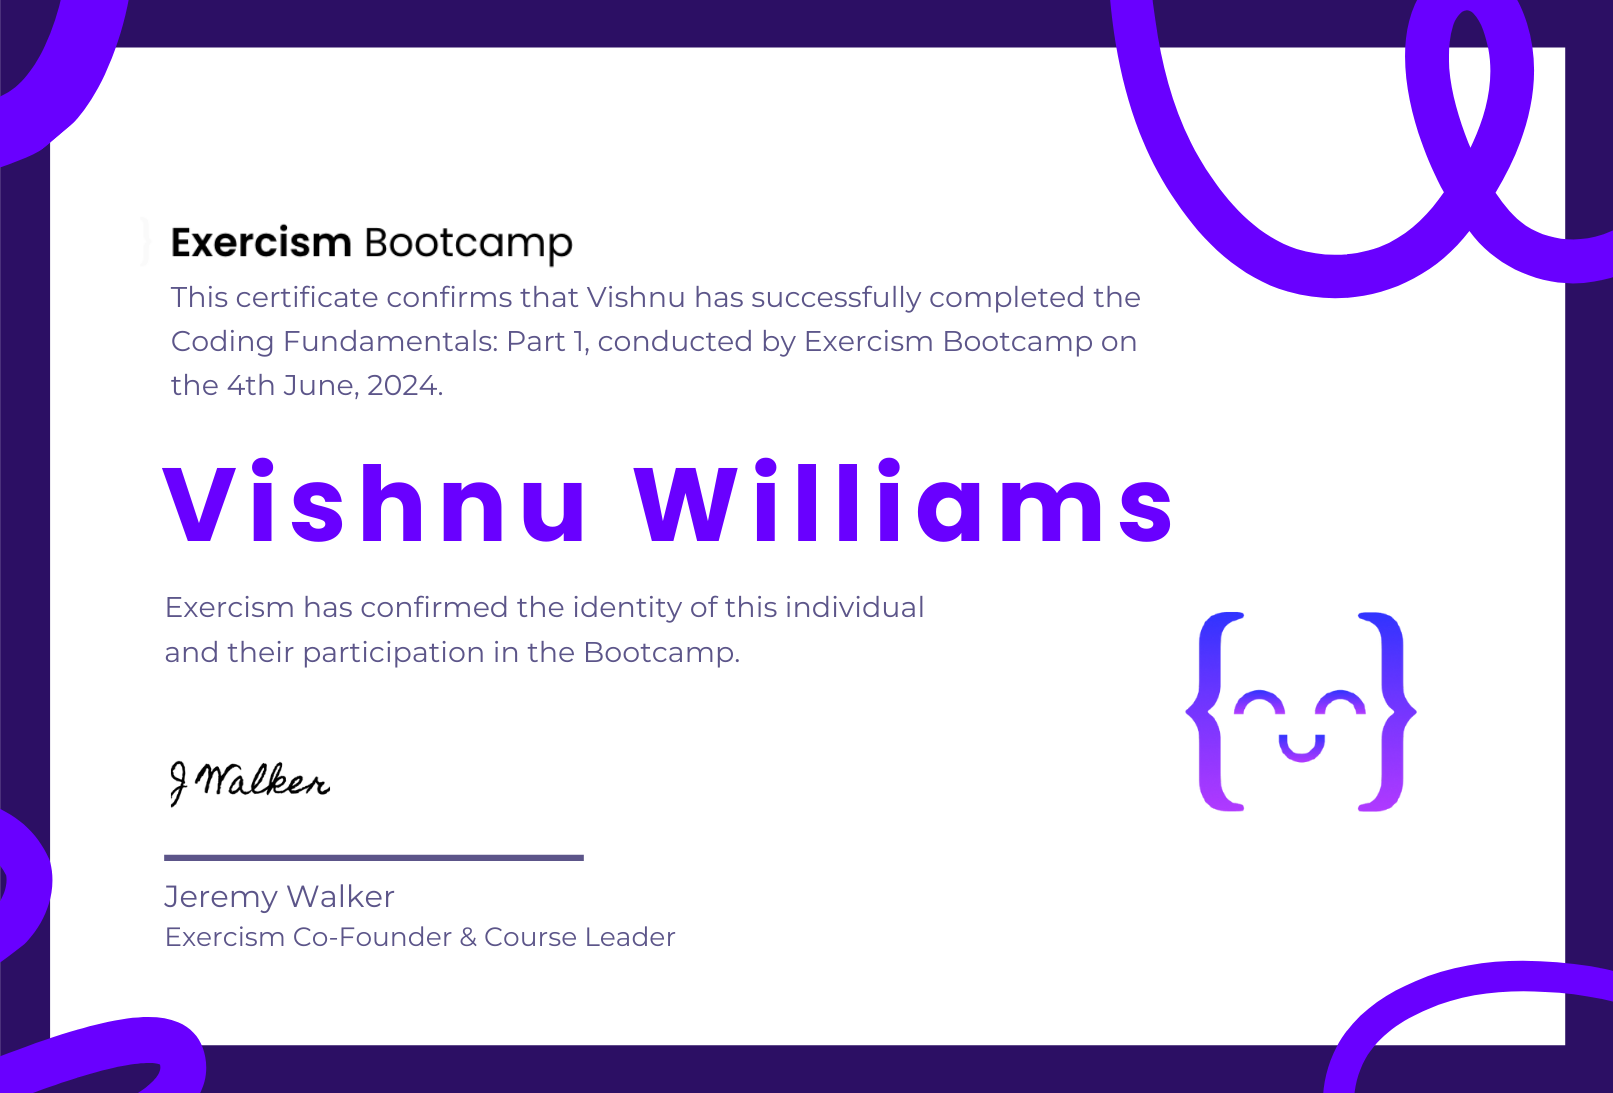 Exercism Bootcamp
This certificate confirms that Vishnu has successfully completed the
Coding Fundamentals: Part 1, conducted by Exercism Bootcamp on
the 4th June, 2024.
Vishnu Williams
Exercism has confirmed the identity of this individual
and their participation in the Bootcamp.
J Walker
Jeremy Walker
Exercism Co-Founder & Course Leader